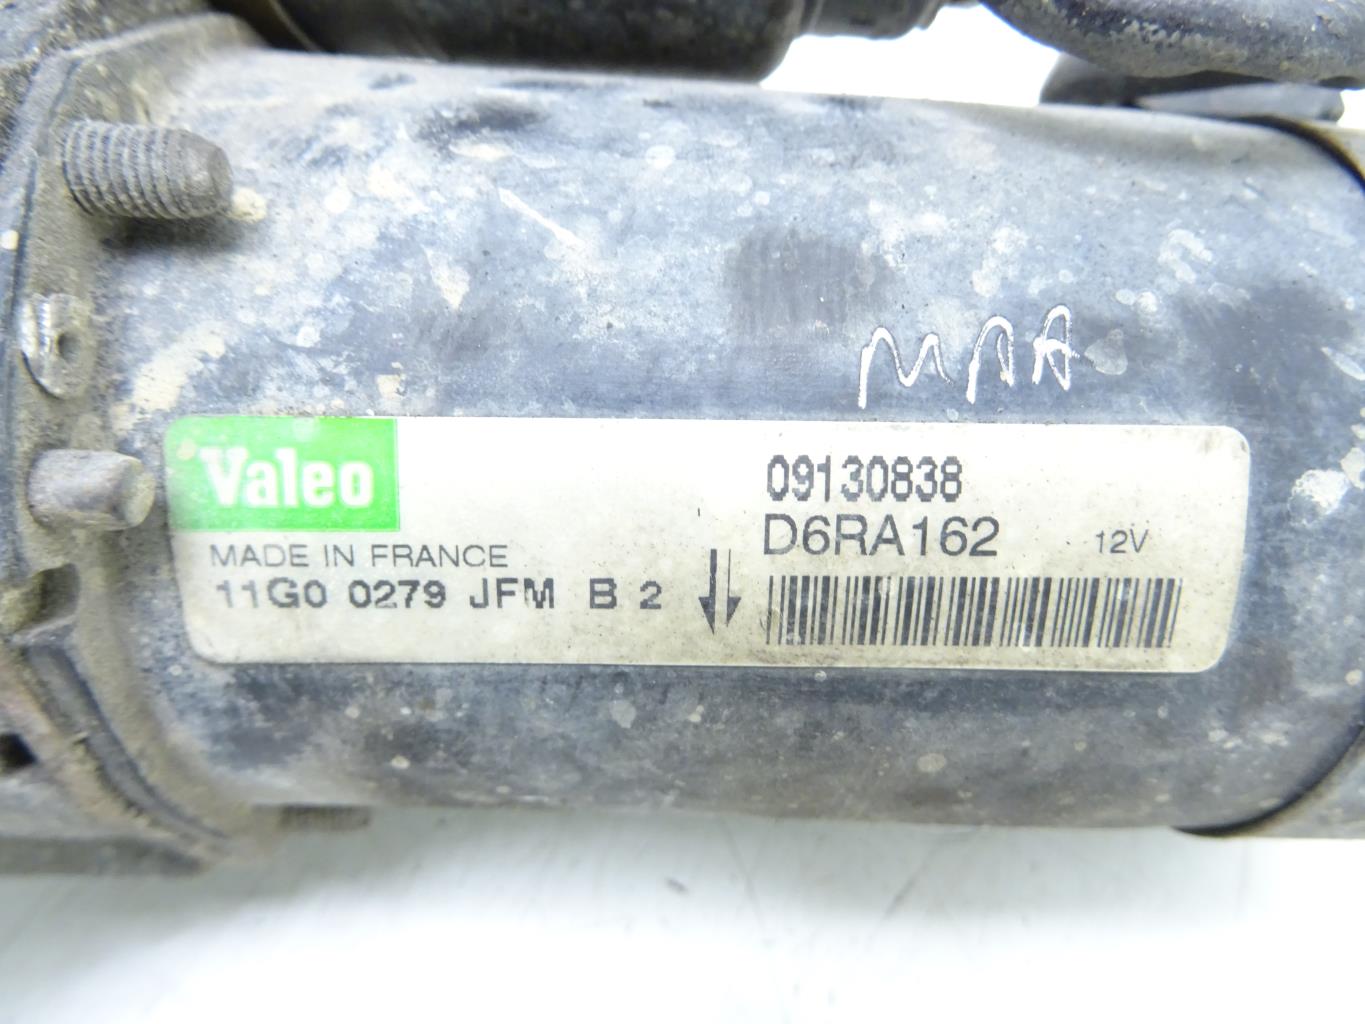 MAA
Valeo
09130838
D6RA162 12V
MADE IN FRANCE
11G0 0279 JFM B 2